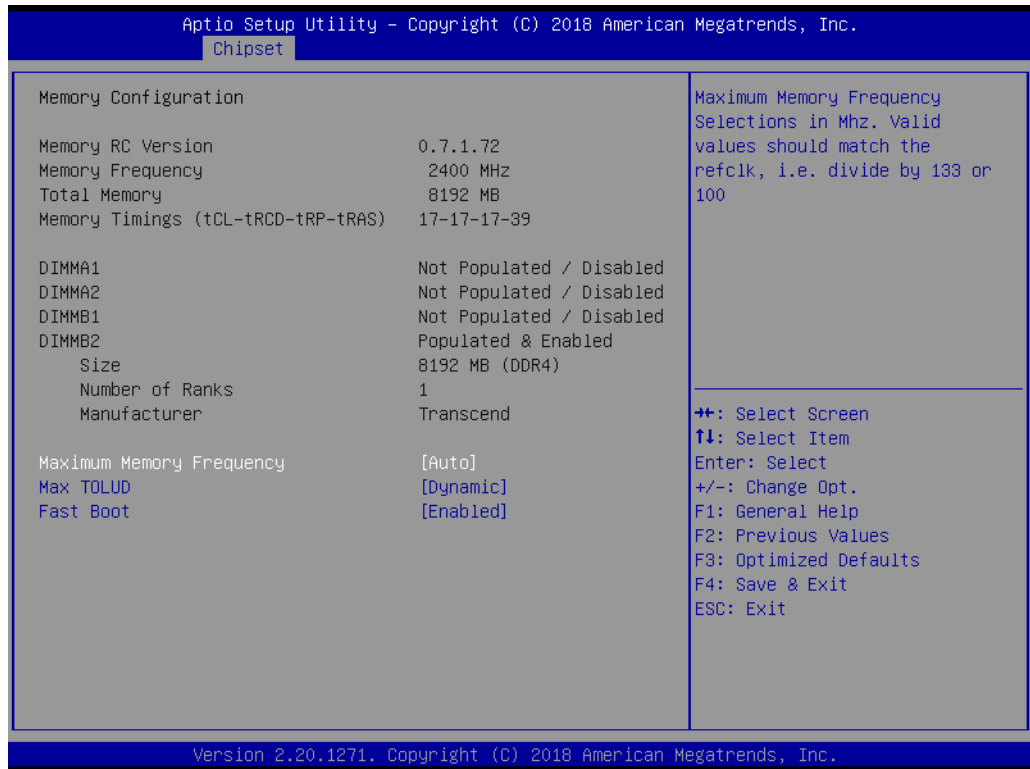 Aptio Setup Utility – Copyright (C) 2018 American Megatrends, Inc.
Chipset
Memory Configuration
Memory RC Version 0.7.1.72
Memory Frequency 2400 MHz
Total Memory 8192 MB
Memory Timings (tCL-tRCD-tRP-tRAS) 17-17-17-39
DIMMA1 Not Populated / Disabled
DIMMA2 Not Populated / Disabled
DIMMB1 Not Populated / Disabled
DIMMB2 Populated & Enabled
Size 8192 MB (DDR4)
Number of Ranks 1
Manufacturer Transcend
Maximum Memory Frequency [Auto]
Max TOLUD [Dynamic]
Fast Boot [Enabled]
Maximum Memory Frequency
Selections in Mhz. Valid
values should match the
refclk, i.e. divide by 133 or
100
→←: Select Screen
↑↓: Select Item
Enter: Select
+/-: Change Opt.
F1: General Help
F2: Previous Values
F3: Optimized Defaults
F4: Save & Exit
ESC: Exit
Version 2.20.1271. Copyright (C) 2018 American Megatrends, Inc.